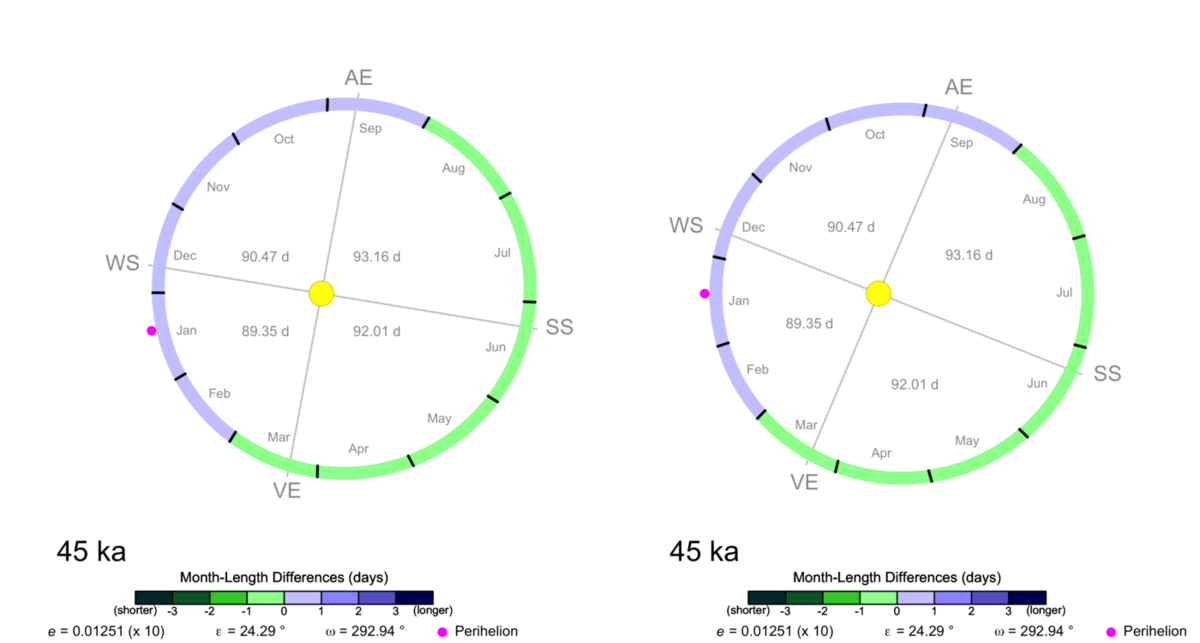 AE
Sep
Oct
Aug
Nov
Jul
Dec
WS
90.47 d
93.16 d
89.35 d
92.01 d
Jan
SS
Jun
Feb
May
Mar
Apr
VE
45 ka
Month-Length Differences (days)
(shorter) -3 -2 -1 0 1 2 3 (longer)
e = 0.01251 (x 10) ε = 24.29 ° ω = 292.94 ° Perihelion
AE
Oct
Sep
Nov
Aug
WS
Dec
90.47 d
93.16 d
Jan
Jul
89.35 d
Feb
SS
92.01 d
Jun
Mar
May
Apr
VE
45 ka
Month-Length Differences (days)
(shorter) -3 -2 -1 0 1 2 3 (longer)
e = 0.01251 (x 10) ε = 24.29 ° ω = 292.94 ° Perihelion